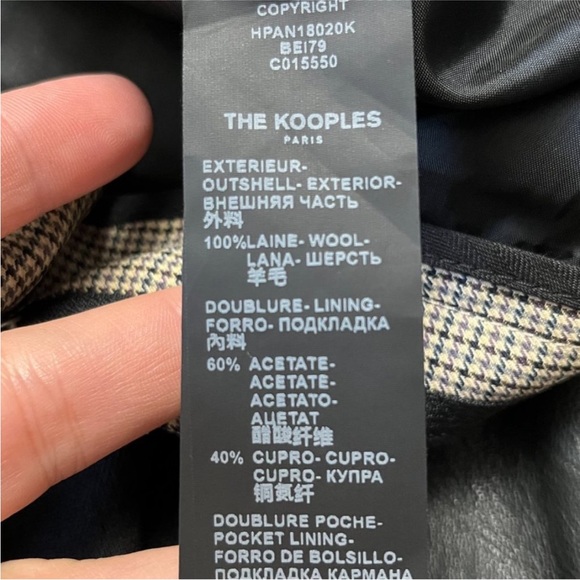 COPYRIGHT
HPAN18020K
BEI79
C015550
THE KOOPLES
PARIS
EXTERIEUR-
OUTSHELL- EXTERIOR-
ВНЕШНЯЯ ЧАСТЬ
外料
100%LAINE- WOOL-
LANA- ШЕРСТЬ
羊毛
DOUBLURE- LINING-
FORRO- ПОДКЛАДКА
內料
60% ACETATE-
ACETATE-
ACETATO-
АЦЕТАТ
醋酸纤维
40% CUPRO- CUPRO-
CUPRO- КУПРА
铜氨纤
DOUBLURE POCHE-
POCKET LINING-
FORRO DE BOLSILLO-
ПОДКЛАДКА КАРМАНА